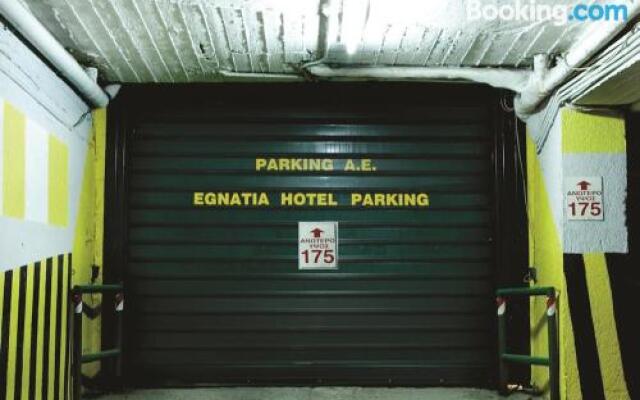 Booking.com
PARKING A.E.
EGNATIA HOTEL PARKING
ΑΝΩΤΕΡΟ
ΥΨΟΣ
175
ΑΝΩΤΕΡΟ
ΥΨΟΣ
175